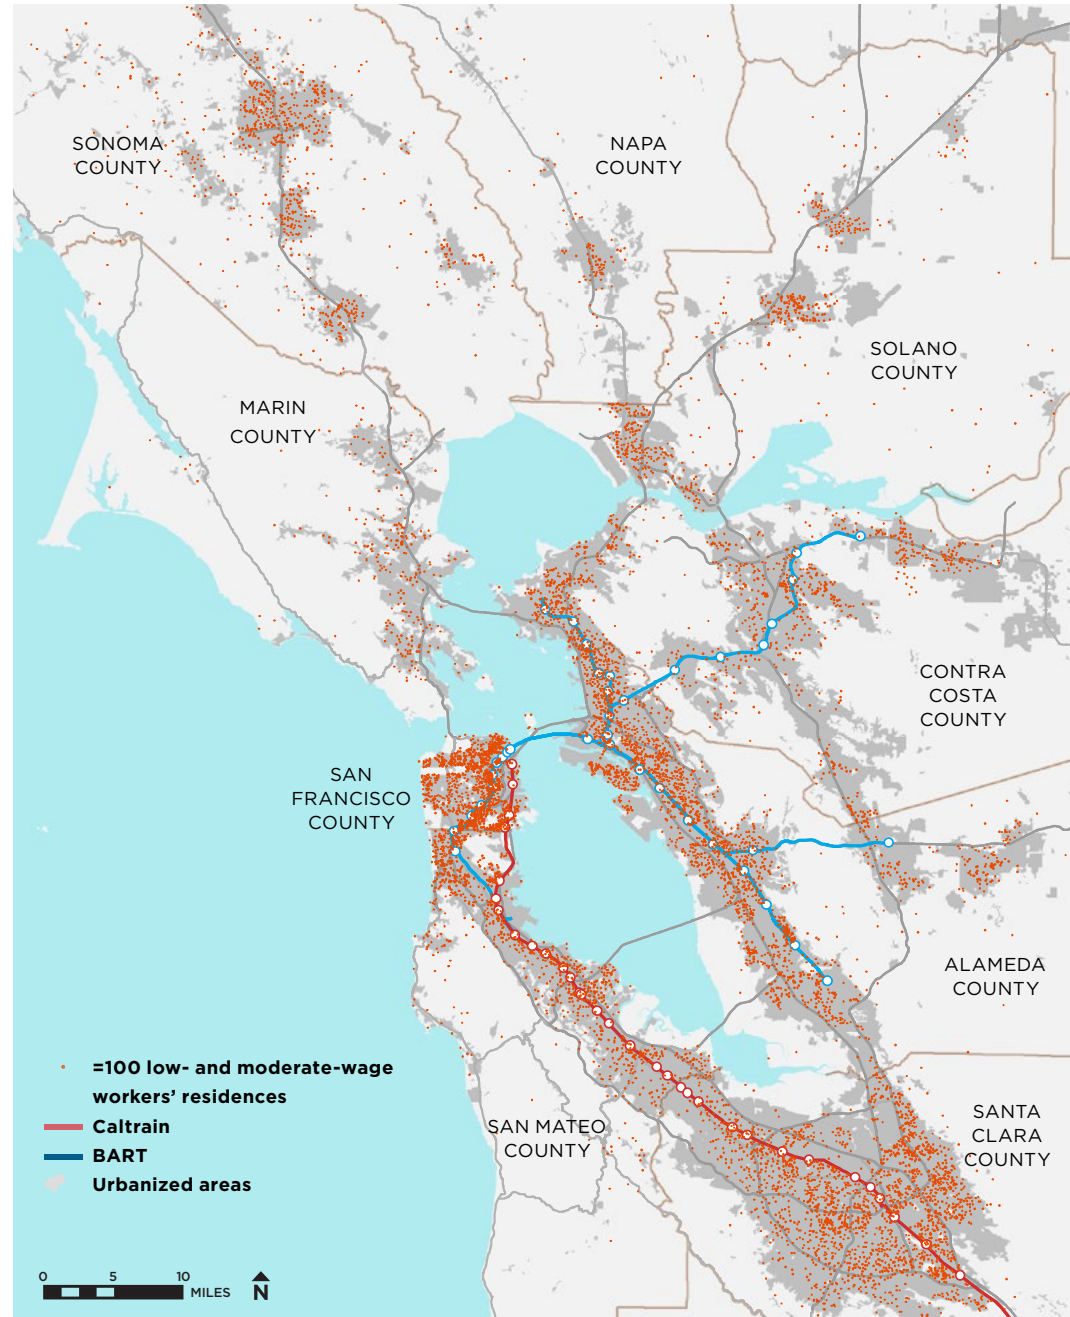 SONOMA
COUNTY
NAPA
COUNTY
SOLANO
COUNTY
MARIN
COUNTY
CONTRA
COSTA
COUNTY
SAN
FRANCISCO
COUNTY
ALAMEDA
COUNTY
=100 low- and moderate-wage
workers’ residences
Caltrain
BART
Urbanized areas
SAN MATEO
COUNTY
SANTA
CLARA
COUNTY
0 5 10
MILES N